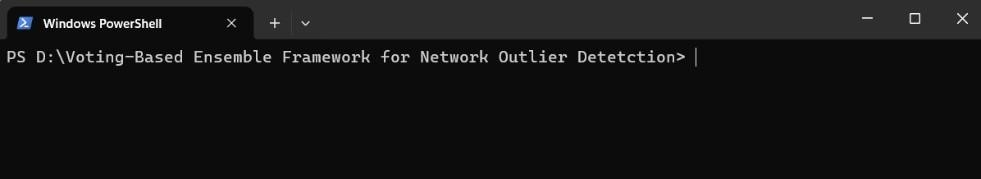 Windows PowerShell
PS D:\Voting-Based Ensemble Framework for Network Outlier Detetction>